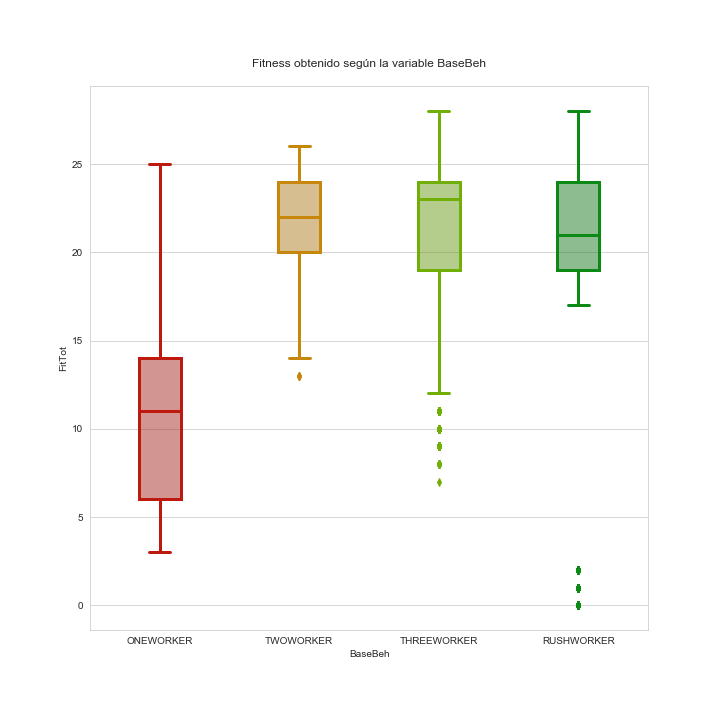 Fitness obtenido según la variable BaseBeh
FitTot
25
20
15
10
5
0
ONEWORKER TWOWORKER THREEWORKER RUSHWORKER
BaseBeh